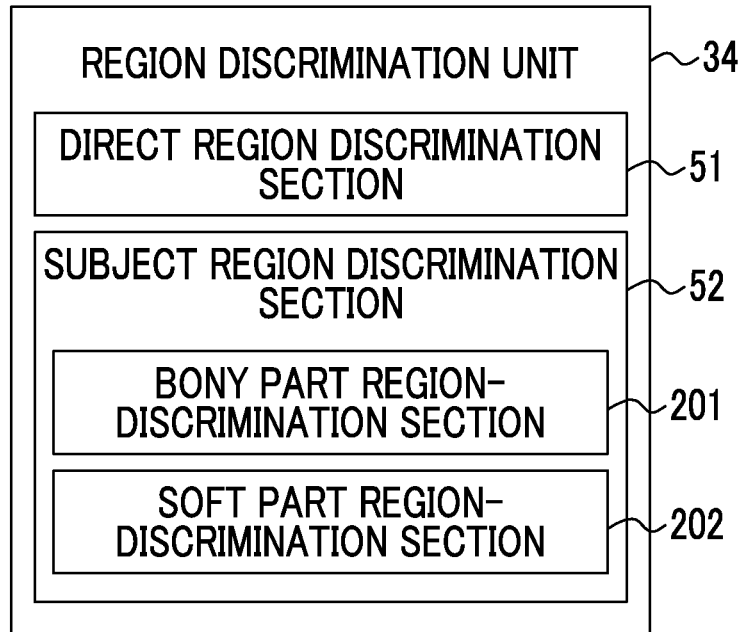 REGION DISCRIMINATION UNIT
34
DIRECT REGION DISCRIMINATION
SECTION
51
SUBJECT REGION DISCRIMINATION
SECTION
52
BONY PART REGION-
DISCRIMINATION SECTION
201
SOFT PART REGION-
DISCRIMINATION SECTION
202